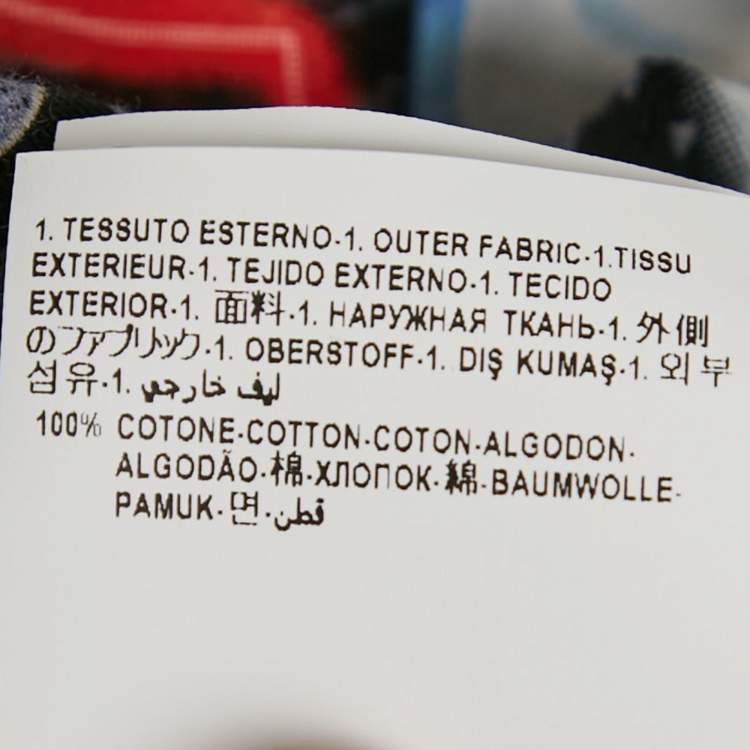 1. TESSUTO ESTERNO-1. OUTER FABRIC-1.TISSU
EXTERIEUR-1. TEJIDO EXTERNO-1. TECIDO
EXTERIOR-1. 面料-1. НАРУЖНАЯ ТКАНЬ-1. 外側
のファブリック-1. OBERSTOFF-1. DIŞ KUMAŞ-1. 외부
섬유-1. ليف خارجي
100% COTONE-COTTON-COTON-ALGODON-
ALGODÃO-棉-ХЛОПОК-綿-BAUMWOLLE-
PAMUK-면-قطن